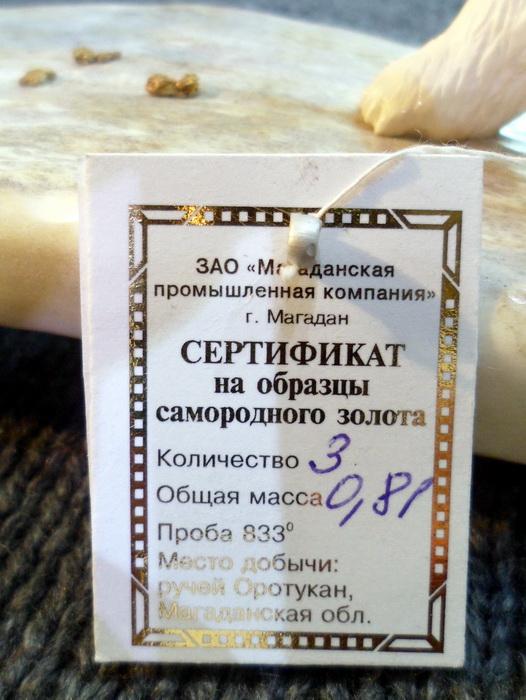 ЗАО «Магаданская
промышленная компания»
г. Магадан
СЕРТИФИКАТ
на образцы
самородного золота
Количество 3
Общая масса 0,81
Проба 833⁰
Место добычи:
ручей Оротукан,
Магаданская обл.